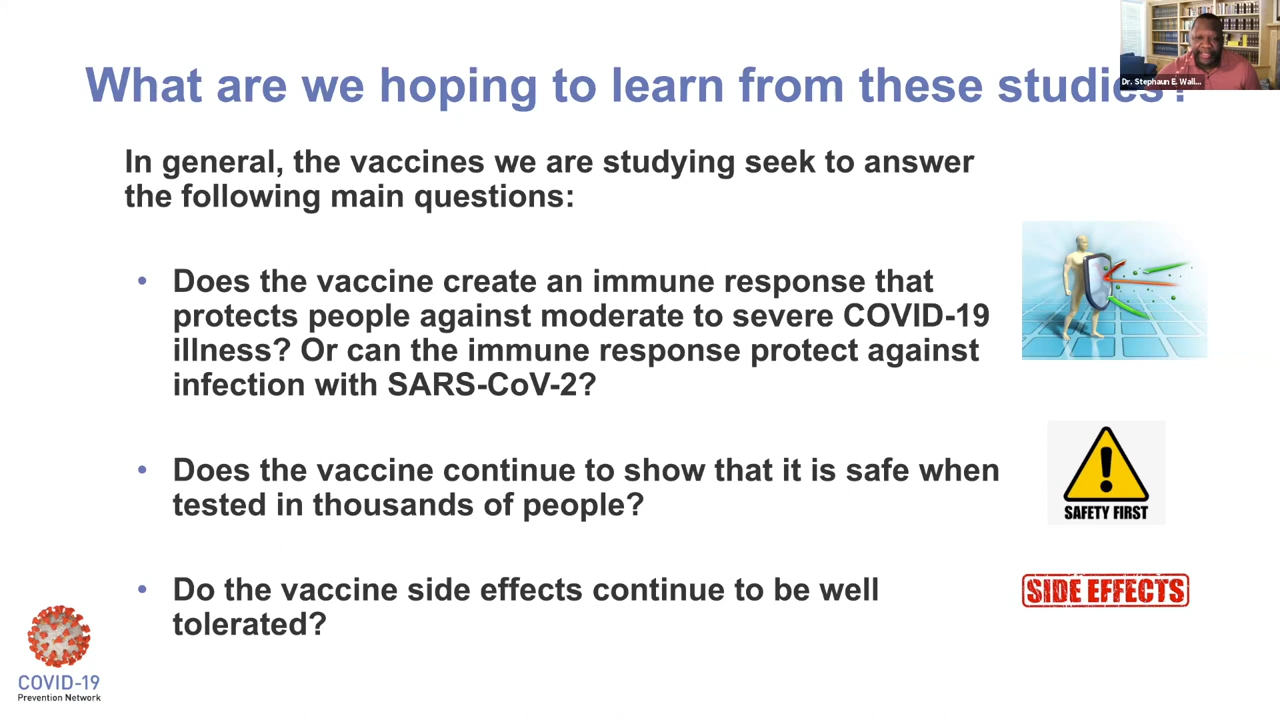 What are we hoping to learn from these studies?
Dr. Stephaun E. Wall...
In general, the vaccines we are studying seek to answer
the following main questions:
• Does the vaccine create an immune response that
protects people against moderate to severe COVID-19
illness? Or can the immune response protect against
infection with SARS-CoV-2?
• Does the vaccine continue to show that it is safe when
tested in thousands of people?
SAFETY FIRST
• Do the vaccine side effects continue to be well
tolerated?
SIDE EFFECTS
COVID-19
Prevention Network